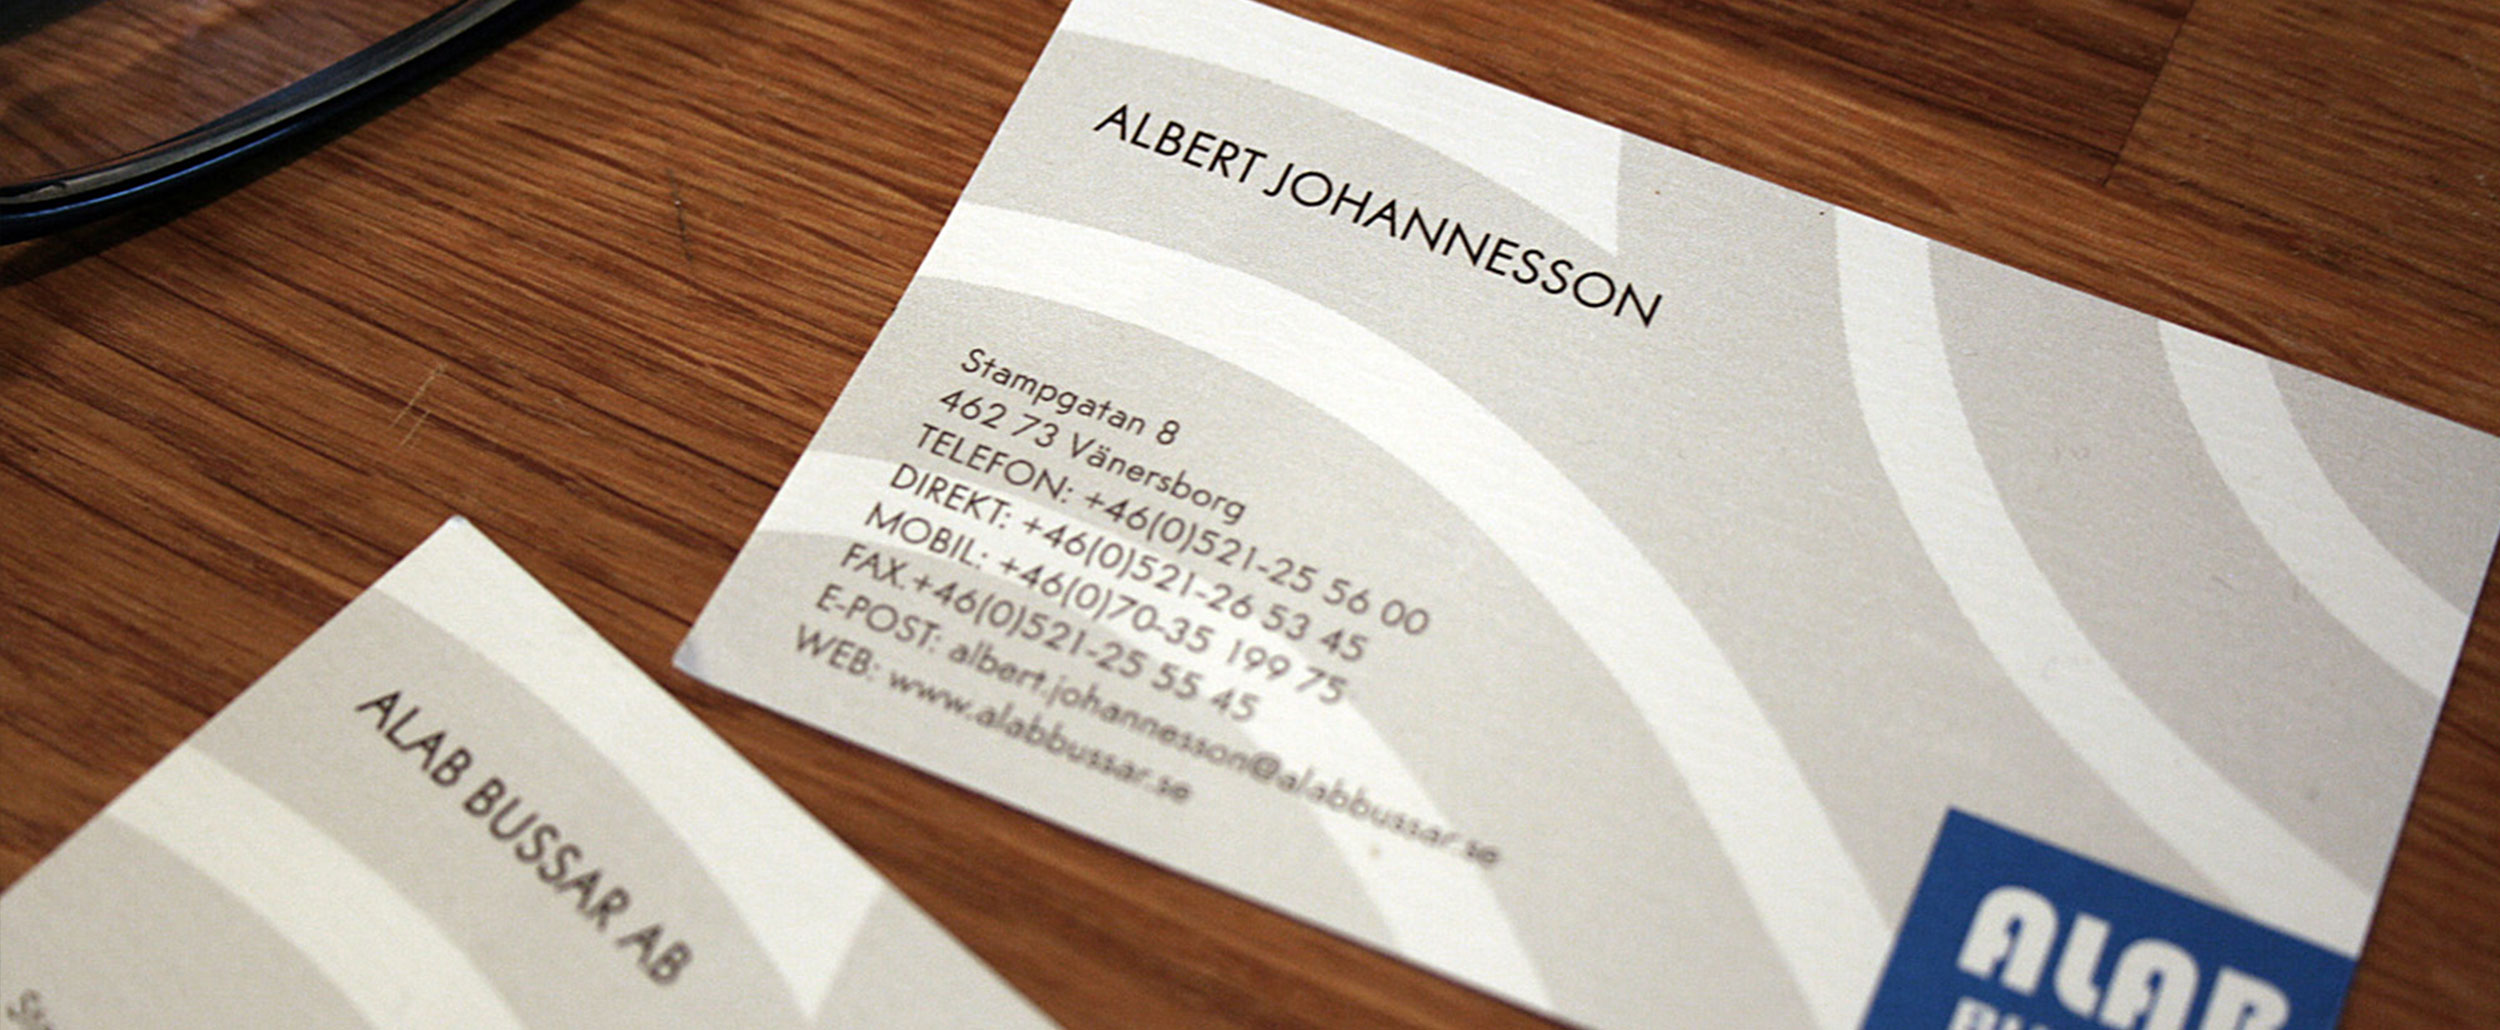 ALBERT JOHANNESSON
Stampgatan 8
462 73 Vänersborg
TELEFON: +46(0)521-25 56 00
DIREKT: +46(0)521-26 53 45
MOBIL: +46(0)70-35 199 75
FAX.+46(0)521-25 55 45
E-POST: albert.johannesson@alabbussar.se
WEB: www.alabbussar.se
ALAB
ALAB BUSSAR AB